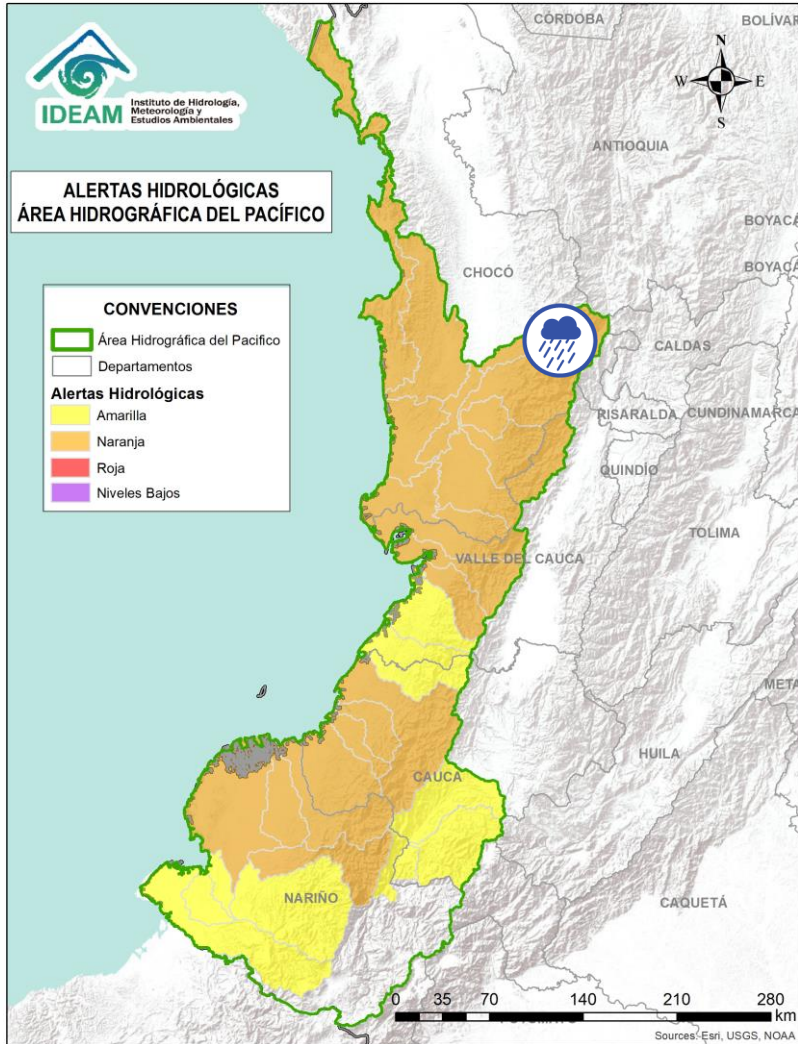 IDEAM
Instituto de Hidrología,
Meteorología y
Estudios Ambientales
ALERTAS HIDROLÓGICAS
ÁREA HIDROGRÁFICA DEL PACÍFICO
CONVENCIONES
Área Hidrográfica del Pacifico
Departamentos
Alertas Hidrológicas
Amarilla
Naranja
Roja
Niveles Bajos
CÓRDOBA
BOLÍVAR
N
W
E
S
ANTIOQUIA
BOYACÁ
CHOCÓ
BOYACÁ
CALDAS
RISARALDA
CUNDINAMARCA
QUINDÍO
TOLIMA
VALLE DEL CAUCA
META
HUILA
CAUCA
NARIÑO
CAQUETÁ
0 35 70 140 210 280
km
Sources: Esri, USGS, NOAA